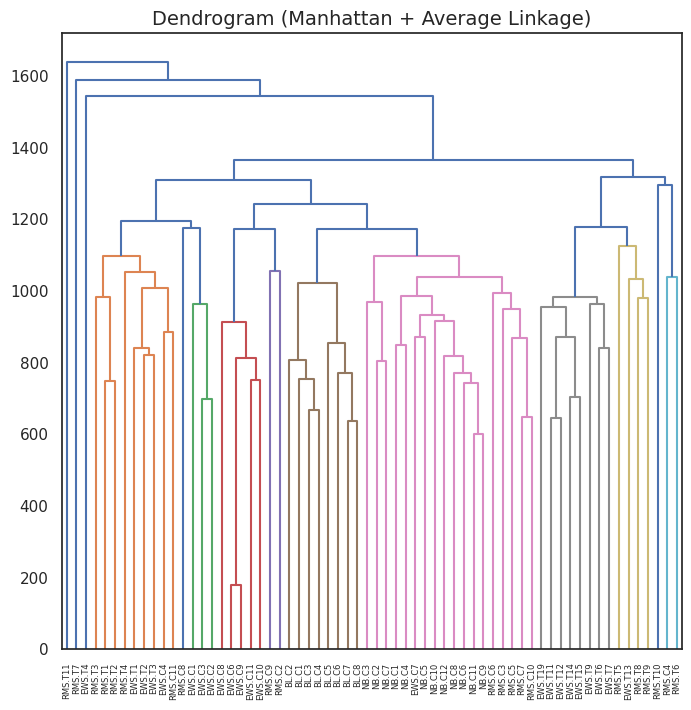 Dendrogram (Manhattan + Average Linkage)
1600
1400
1200
1000
800
600
400
200
0
RMS.T11
RMS.T7
EWS.T4
RMS.T3
RMS.T1
RMS.T2
RMS.T4
EWS.T1
EWS.T2
EWS.T3
EWS.C4
RMS.C11
RMS.C8
EWS.C1
EWS.C3
EWS.C2
EWS.C8
EWS.C6
EWS.C9
EWS.C11
EWS.C10
RMS.C9
RMS.C2
BL.C2
BL.C1
BL.C3
BL.C4
BL.C5
BL.C6
BL.C7
BL.C8
NB.C3
NB.C2
NB.C7
NB.C1
NB.C4
EWS.C7
NB.C5
NB.C10
NB.C12
NB.C8
NB.C6
NB.C11
NB.C9
RMS.C6
RMS.C3
RMS.C5
RMS.C7
RMS.C10
EWS.T19
EWS.T11
EWS.T12
EWS.T14
EWS.T15
EWS.T9
EWS.T6
EWS.T7
RMS.T5
EWS.T13
RMS.T8
RMS.T9
RMS.T10
RMS.C4
RMS.T6